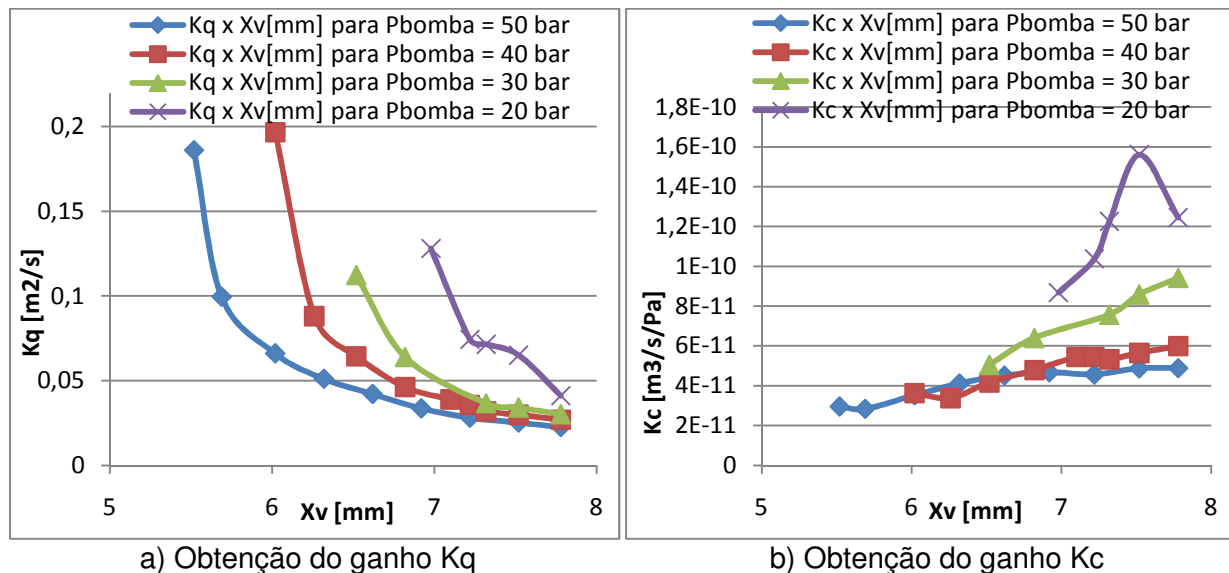 Kq x Xv[mm] para Pbomba = 50 bar
Kq x Xv[mm] para Pbomba = 40 bar
Kq x Xv[mm] para Pbomba = 30 bar
Kq x Xv[mm] para Pbomba = 20 bar
0,2
0,15
0,1
0,05
0
Kq [m2/s]
5
6
7
8
Xv [mm]
a) Obtenção do ganho Kq
Kc x Xv[mm] para Pbomba = 50 bar
Kc x Xv[mm] para Pbomba = 40 bar
Kc x Xv[mm] para Pbomba = 30 bar
Kc x Xv[mm] para Pbomba = 20 bar
1,8E-10
1,6E-10
1,4E-10
1,2E-10
1E-10
8E-11
6E-11
4E-11
2E-11
0
Kc [m3/s/Pa]
5
6
7
8
Xv [mm]
b) Obtenção do ganho Kc